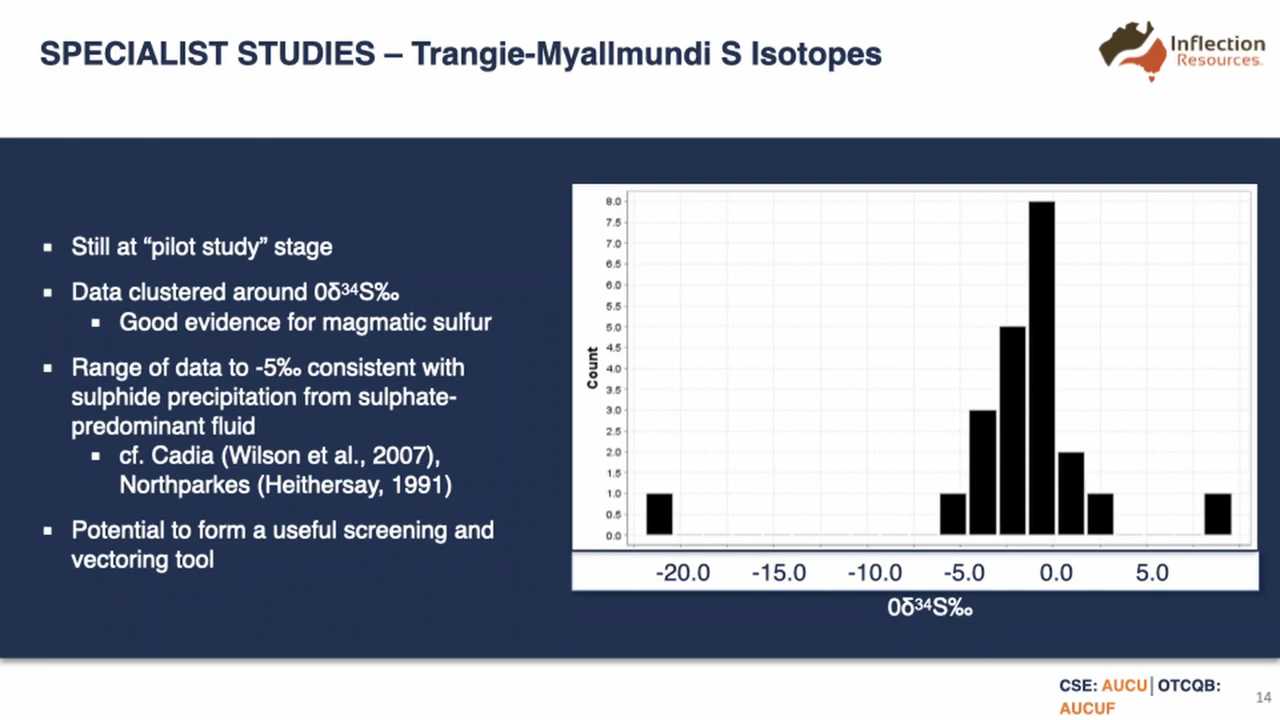 SPECIALIST STUDIES – Trangie-Myallmundi S Isotopes
Inflection
Resources.
▪ Still at “pilot study” stage
▪ Data clustered around 0δ³⁴S‰
▪ Good evidence for magmatic sulfur
▪ Range of data to -5‰ consistent with
sulphide precipitation from sulphate-
predominant fluid
▪ cf. Cadia (Wilson et al., 2007),
Northparkes (Heithersay, 1991)
▪ Potential to form a useful screening and
vectoring tool
Count
8.0
7.5
7.0
6.5
6.0
5.5
5.0
4.5
4.0
3.5
3.0
2.5
2.0
1.5
1.0
0.5
0.0
-20.0 -15.0 -10.0 -5.0 0.0 5.0
0δ³⁴S‰
CSE: AUCU| OTCQB:
AUCUF
14